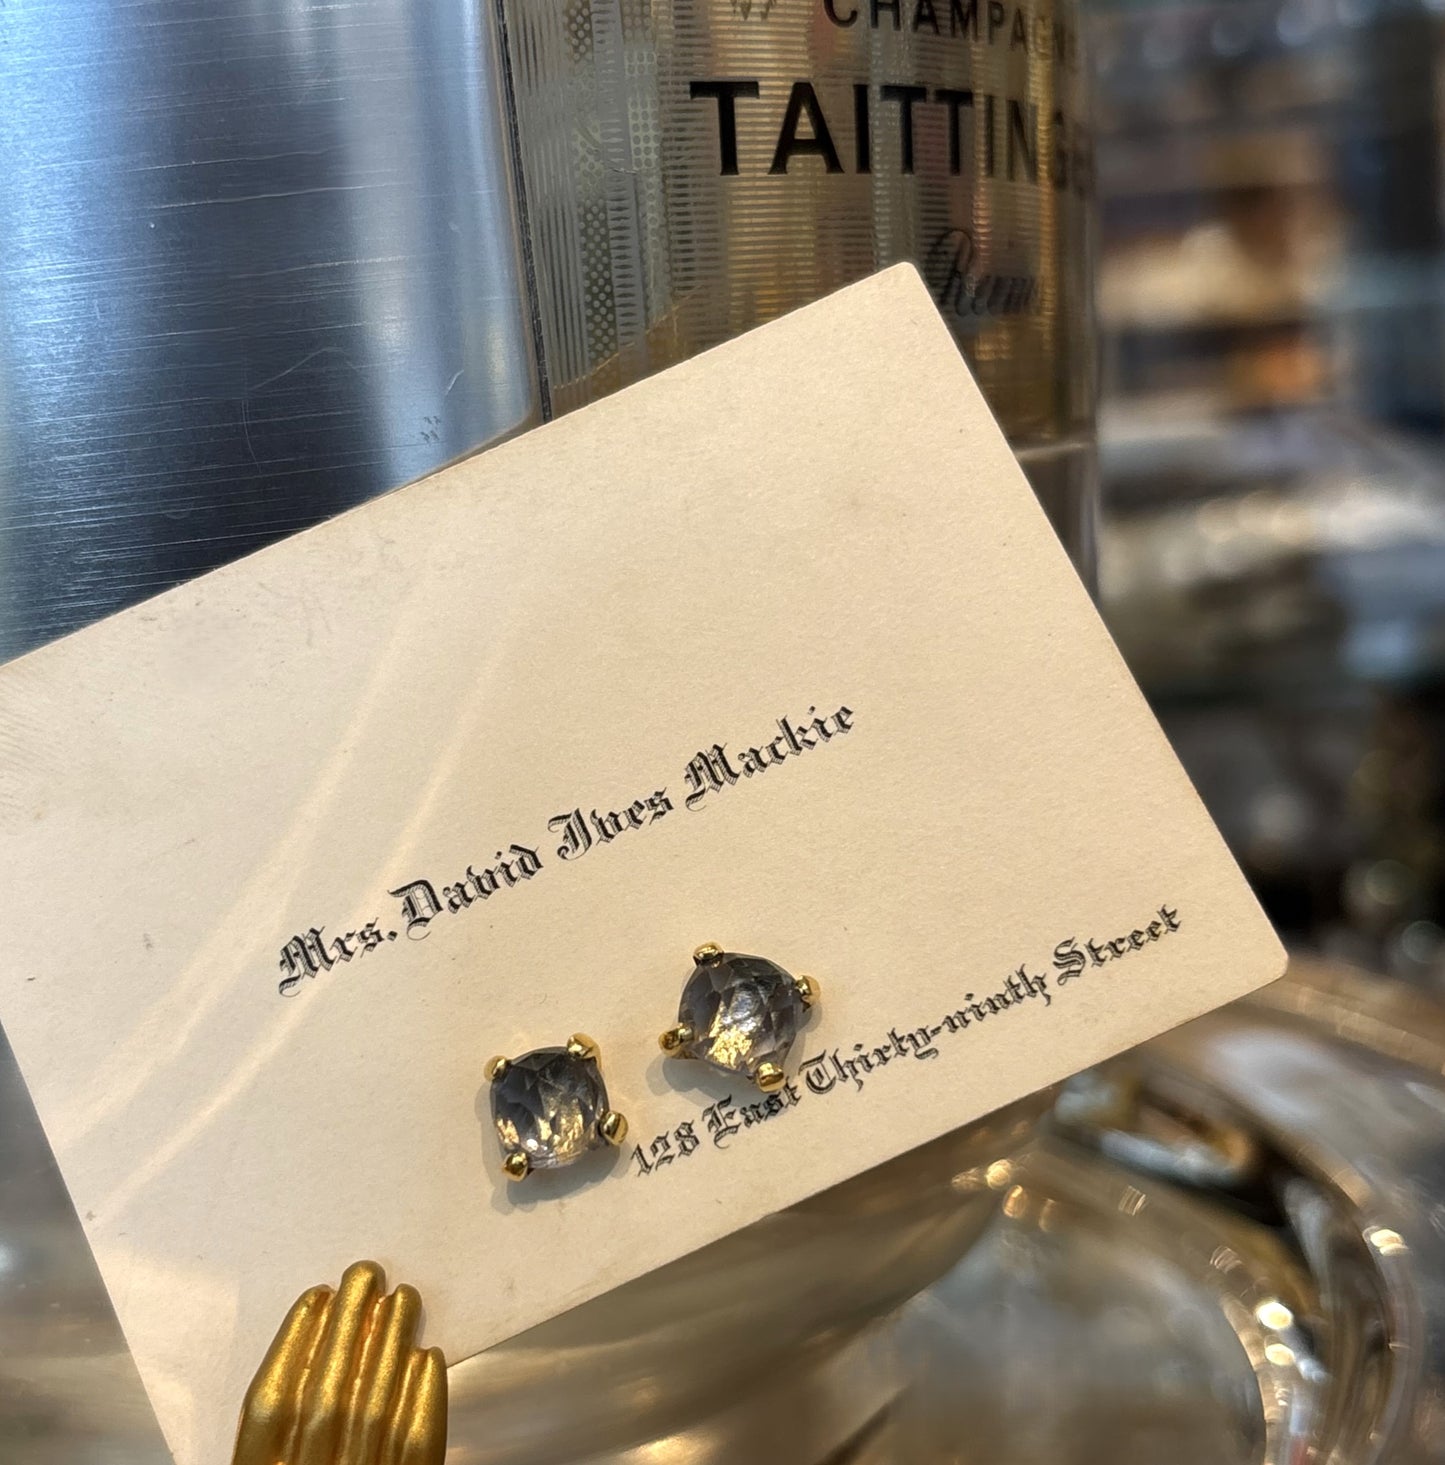 CHAMPAGNE
TAITTINGER
Mrs. David Ives Mackie
128 East Thirty-ninth Street